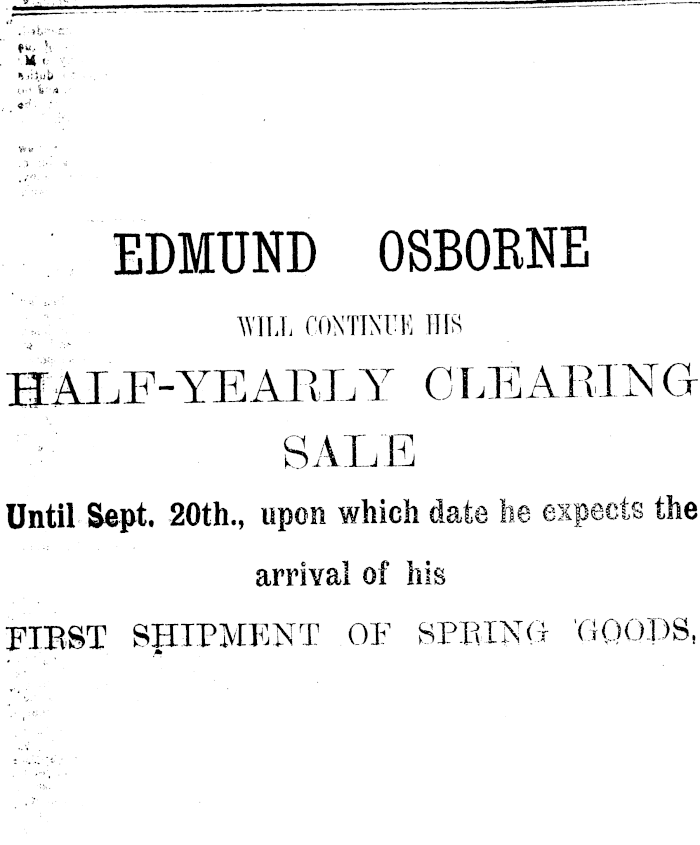 EDMUND OSBORNE
WILL CONTINUE HIS
HALF-YEARLY CLEARING
SALE
Until Sept. 20th., upon which date he expects the
arrival of his
FIRST SHIPMENT OF SPRING GOODS,